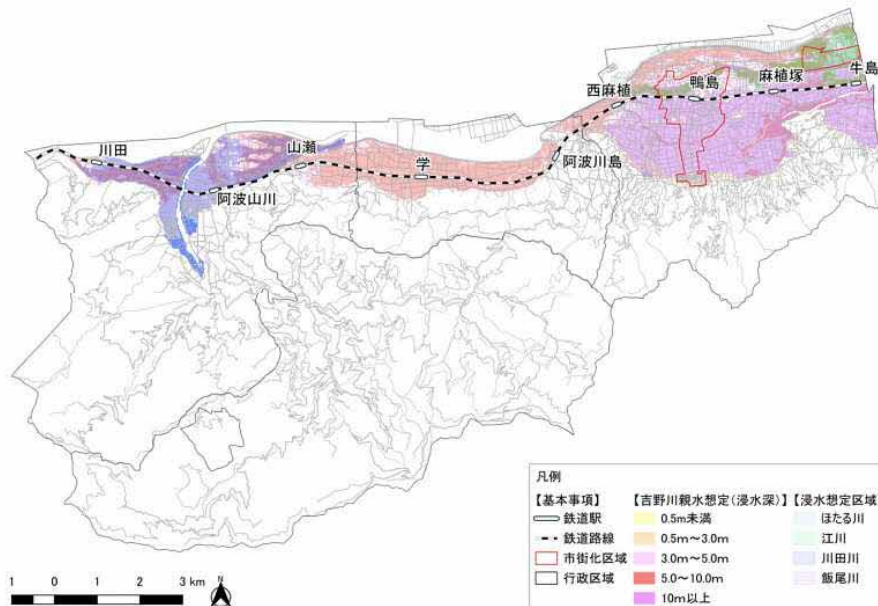 牛島
麻植塚
鴨島
西麻植
阿波川島
学
山瀬
川田
阿波山川
凡例
【基本事項】
鉄道駅
鉄道路線
市街化区域
行政区域
【吉野川親水想定(浸水深)】
0.5m未満
0.5m~3.0m
3.0m~5.0m
5.0~10.0m
10m以上
【浸水想定区域】
ほたる川
江川
川田川
飯尾川
1 0 1 2 3 km
N